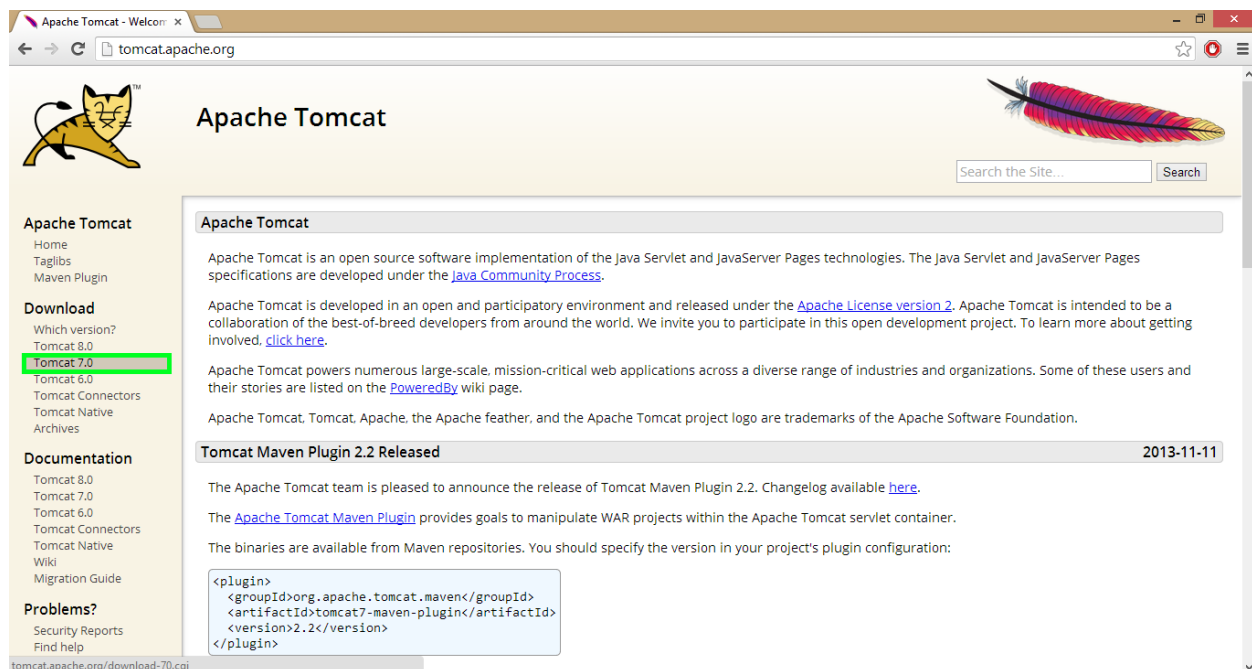 Apache Tomcat - Welcom
tomcat.apache.org
TM
Apache Tomcat
Search the Site...
Search
Apache Tomcat
Home
Taglibs
Maven Plugin
Download
Which version?
Tomcat 8.0
Tomcat 7.0
Tomcat 6.0
Tomcat Connectors
Tomcat Native
Archives
Documentation
Tomcat 8.0
Tomcat 7.0
Tomcat 6.0
Tomcat Connectors
Tomcat Native
Wiki
Migration Guide
Problems?
Security Reports
Find help
tomcat.apache.org/download-70.cgi
Apache Tomcat
Apache Tomcat is an open source software implementation of the Java Servlet and JavaServer Pages technologies. The Java Servlet and JavaServer Pages
specifications are developed under the Java Community Process.
Apache Tomcat is developed in an open and participatory environment and released under the Apache License version 2. Apache Tomcat is intended to be a
collaboration of the best-of-breed developers from around the world. We invite you to participate in this open development project. To learn more about getting
involved, click here.
Apache Tomcat powers numerous large-scale, mission-critical web applications across a diverse range of industries and organizations. Some of these users and
their stories are listed on the PoweredBy wiki page.
Apache Tomcat, Tomcat, Apache, the Apache feather, and the Apache Tomcat project logo are trademarks of the Apache Software Foundation.
Tomcat Maven Plugin 2.2 Released 2013-11-11
The Apache Tomcat team is pleased to announce the release of Tomcat Maven Plugin 2.2. Changelog available here.
The Apache Tomcat Maven Plugin provides goals to manipulate WAR projects within the Apache Tomcat servlet container.
The binaries are available from Maven repositories. You should specify the version in your project's plugin configuration:
<plugin>
<groupId>org.apache.tomcat.maven</groupId>
<artifactId>tomcat7-maven-plugin</artifactId>
<version>2.2</version>
</plugin>